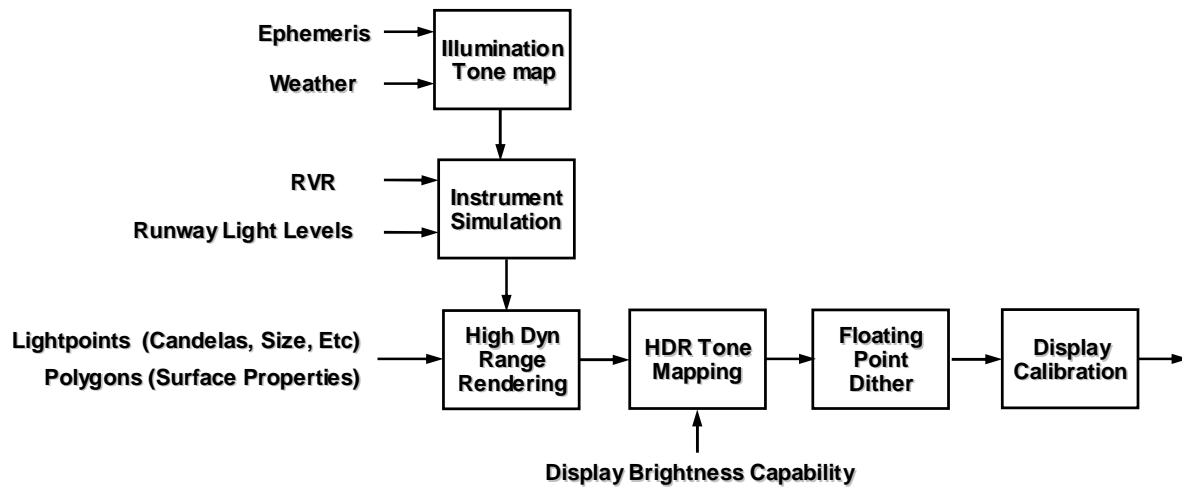 Ephemeris
Weather
Illumination
Tone map
RVR
Runway Light Levels
Instrument
Simulation
Lightpoints (Candelas, Size, Etc)
Polygons (Surface Properties)
High Dyn
Range
Rendering
HDR Tone
Mapping
Floating
Point
Dither
Display
Calibration
Display Brightness Capability